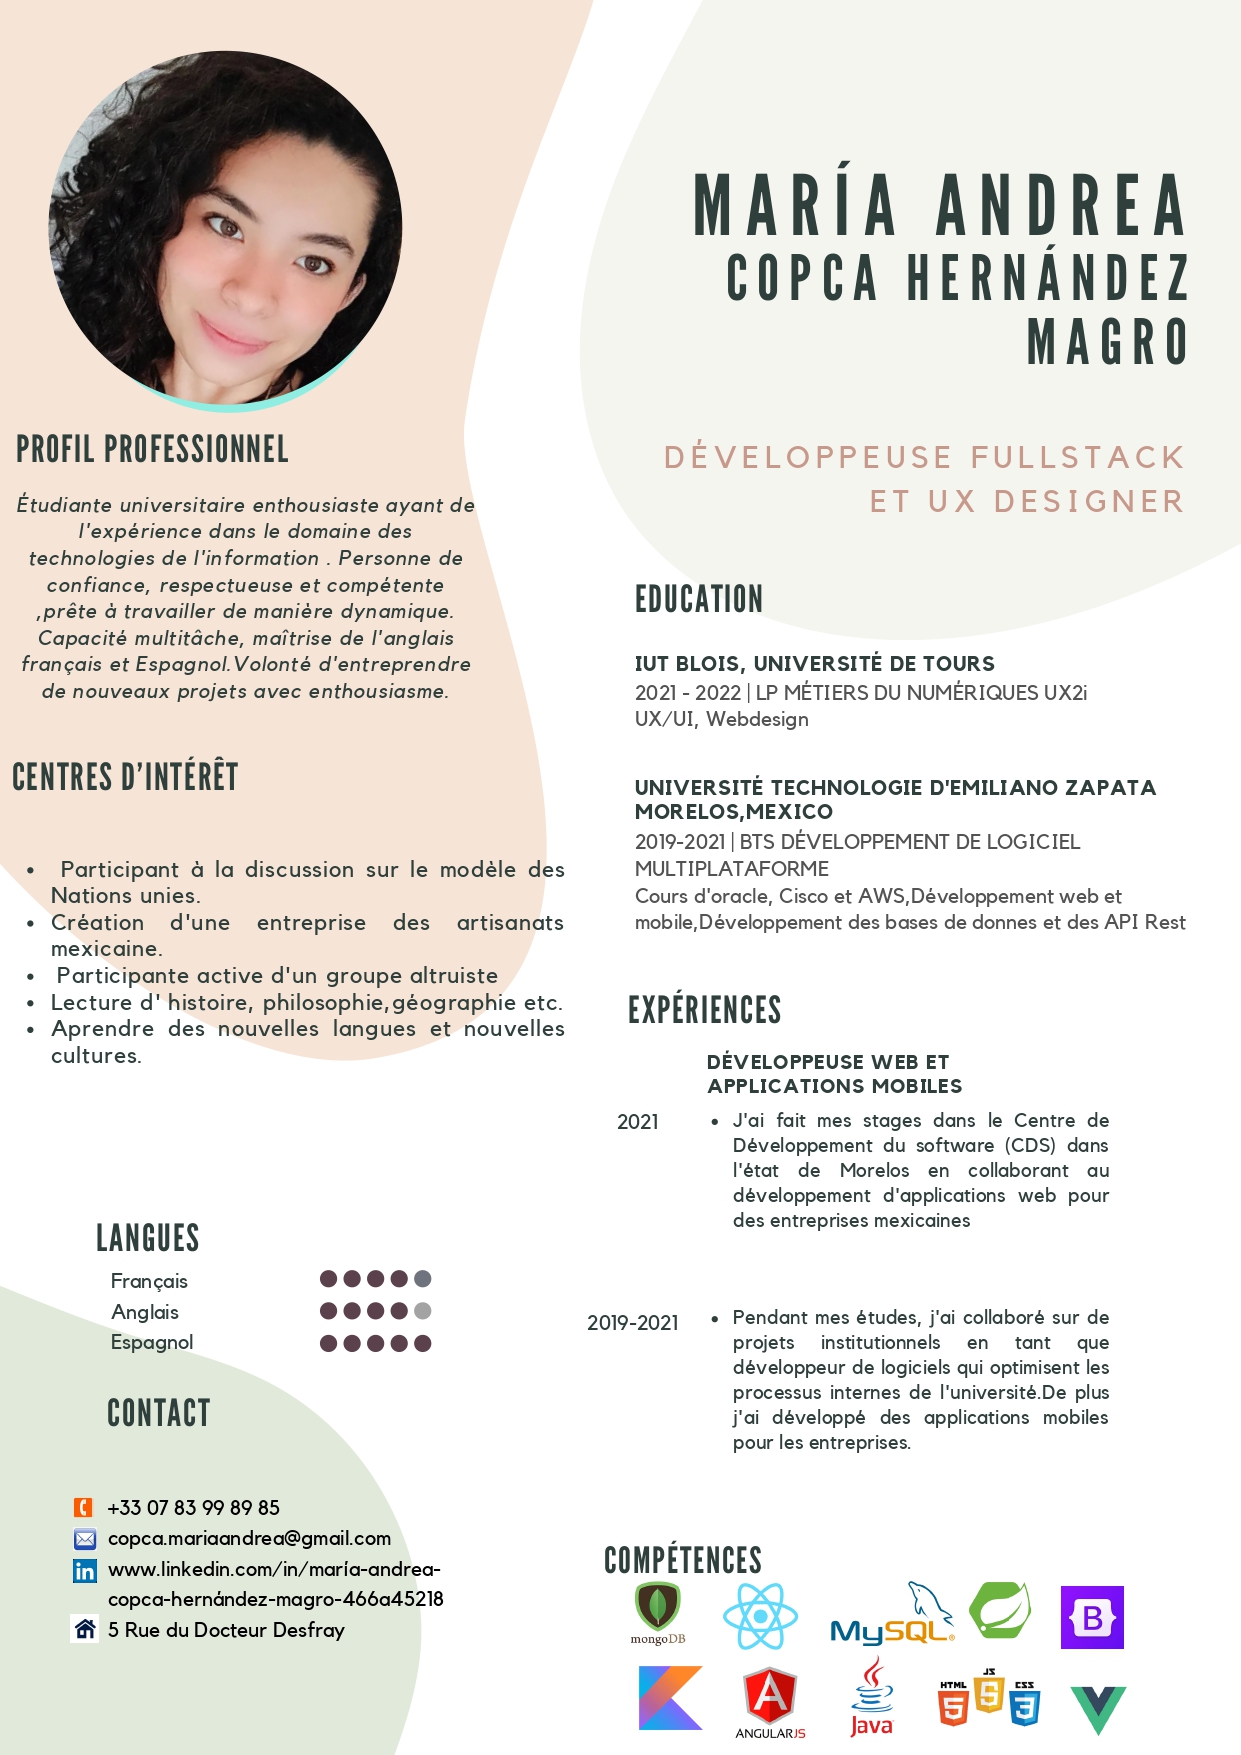 MARÍA ANDREA
COPCA HERNÁNDEZ
MAGRO
DÉVELOPPEUSE FULLSTACK
ET UX DESIGNER
PROFIL PROFESSIONNEL
Étudiante universitaire enthousiaste ayant de
l'expérience dans le domaine des
technologies de l'information . Personne de
confiance, respectueuse et compétente
,prête à travailler de manière dynamique.
Capacité multitâche, maîtrise de l'anglais
français et Espagnol.Volonté d'entreprendre
de nouveaux projets avec enthousiasme.
CENTRES D'INTÉRÊT
• Participant à la discussion sur le modèle des
Nations unies.
• Création d'une entreprise des artisanats
mexicaine.
• Participante active d'un groupe altruiste
• Lecture d' histoire, philosophie,géographie etc.
• Aprendre des nouvelles langues et nouvelles
cultures.
LANGUES
Français
Anglais
Espagnol
CONTACT
+33 07 83 99 89 85
copca.mariaandrea@gmail.com
in www.linkedin.com/in/maría-andrea-
copca-hernández-magro-466a45218
5 Rue du Docteur Desfray
EDUCATION
IUT BLOIS, UNIVERSITÉ DE TOURS
2021 - 2022 | LP MÉTIERS DU NUMÉRIQUES UX2i
UX/UI, Webdesign
UNIVERSITÉ TECHNOLOGIE D'EMILIANO ZAPATA
MORELOS,MEXICO
2019-2021 | BTS DÉVELOPPEMENT DE LOGICIEL
MULTIPLATAFORME
Cours d'oracle, Cisco et AWS,Développement web et
mobile,Développement des bases de donnes et des API Rest
EXPÉRIENCES
DÉVELOPPEUSE WEB ET
APPLICATIONS MOBILES
2021
• J'ai fait mes stages dans le Centre de
Développement du software (CDS) dans
l'état de Morelos en collaborant au
développement d'applications web pour
des entreprises mexicaines
2019-2021
• Pendant mes études, j'ai collaboré sur de
projets institutionnels en tant que
développeur de logiciels qui optimisent les
processus internes de l'université.De plus
j'ai développé des applications mobiles
pour les entreprises.
COMPÉTENCES
mongoDB
MySQL®
B
A
ANGULARJS
Java
HTML JS CSS
5 5 3